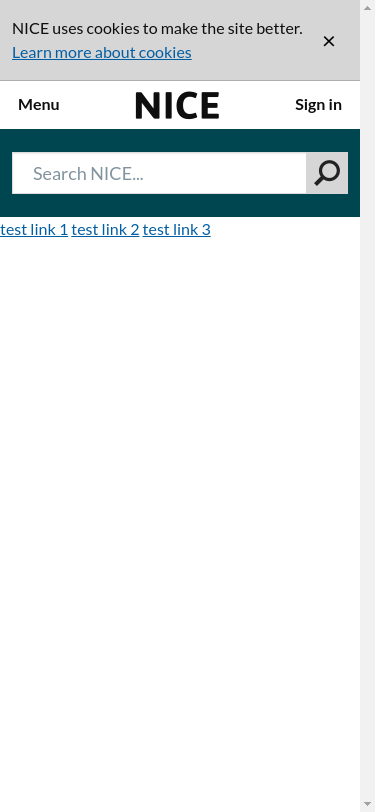 NICE uses cookies to make the site better.
Learn more about cookies
Menu NICE Sign in
Search NICE...
test link 1 test link 2 test link 3